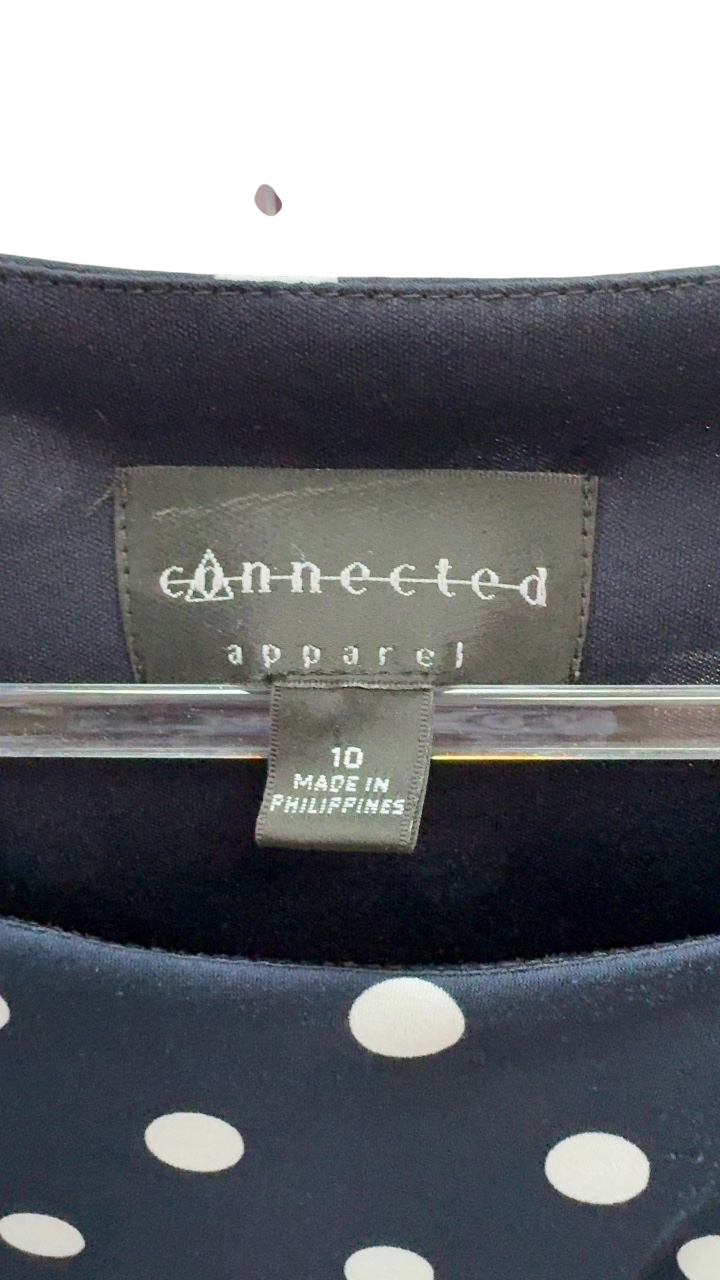 connected
apparel
10
MADE IN
PHILIPPINES